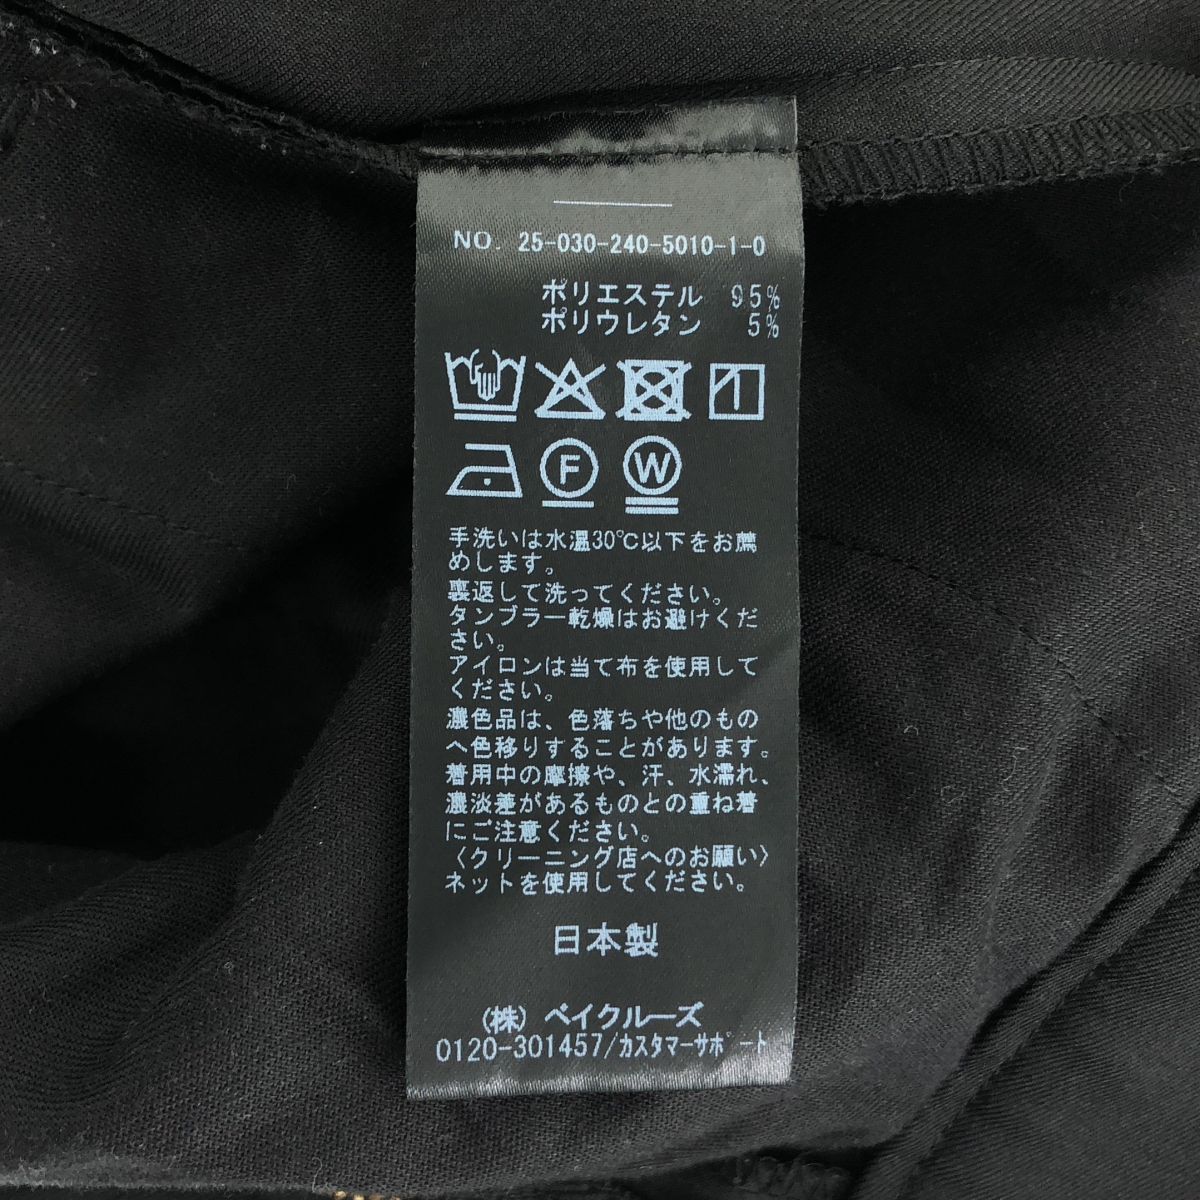 NO. 25-030-240-5010-1-0
ポリエステル 95%
ポリウレタン 5%
F
W
手洗いは水温30℃以下をお薦
めします。
裏返して洗ってください。
タンブラー乾燥はお避けくだ
さい。
アイロンは当て布を使用して
ください。
濃色品は、色落ちや他のもの
へ色移りすることがあります。
着用中の摩擦や、汗、水濡れ、
濃淡差があるものとの重ね着
にご注意ください。
〈クリーニング店へのお願い〉
ネットを使用してください。
日本製
(株) ベイクルーズ
0120-301457/ｶｽﾀﾏｰｻﾎﾟｰﾄ